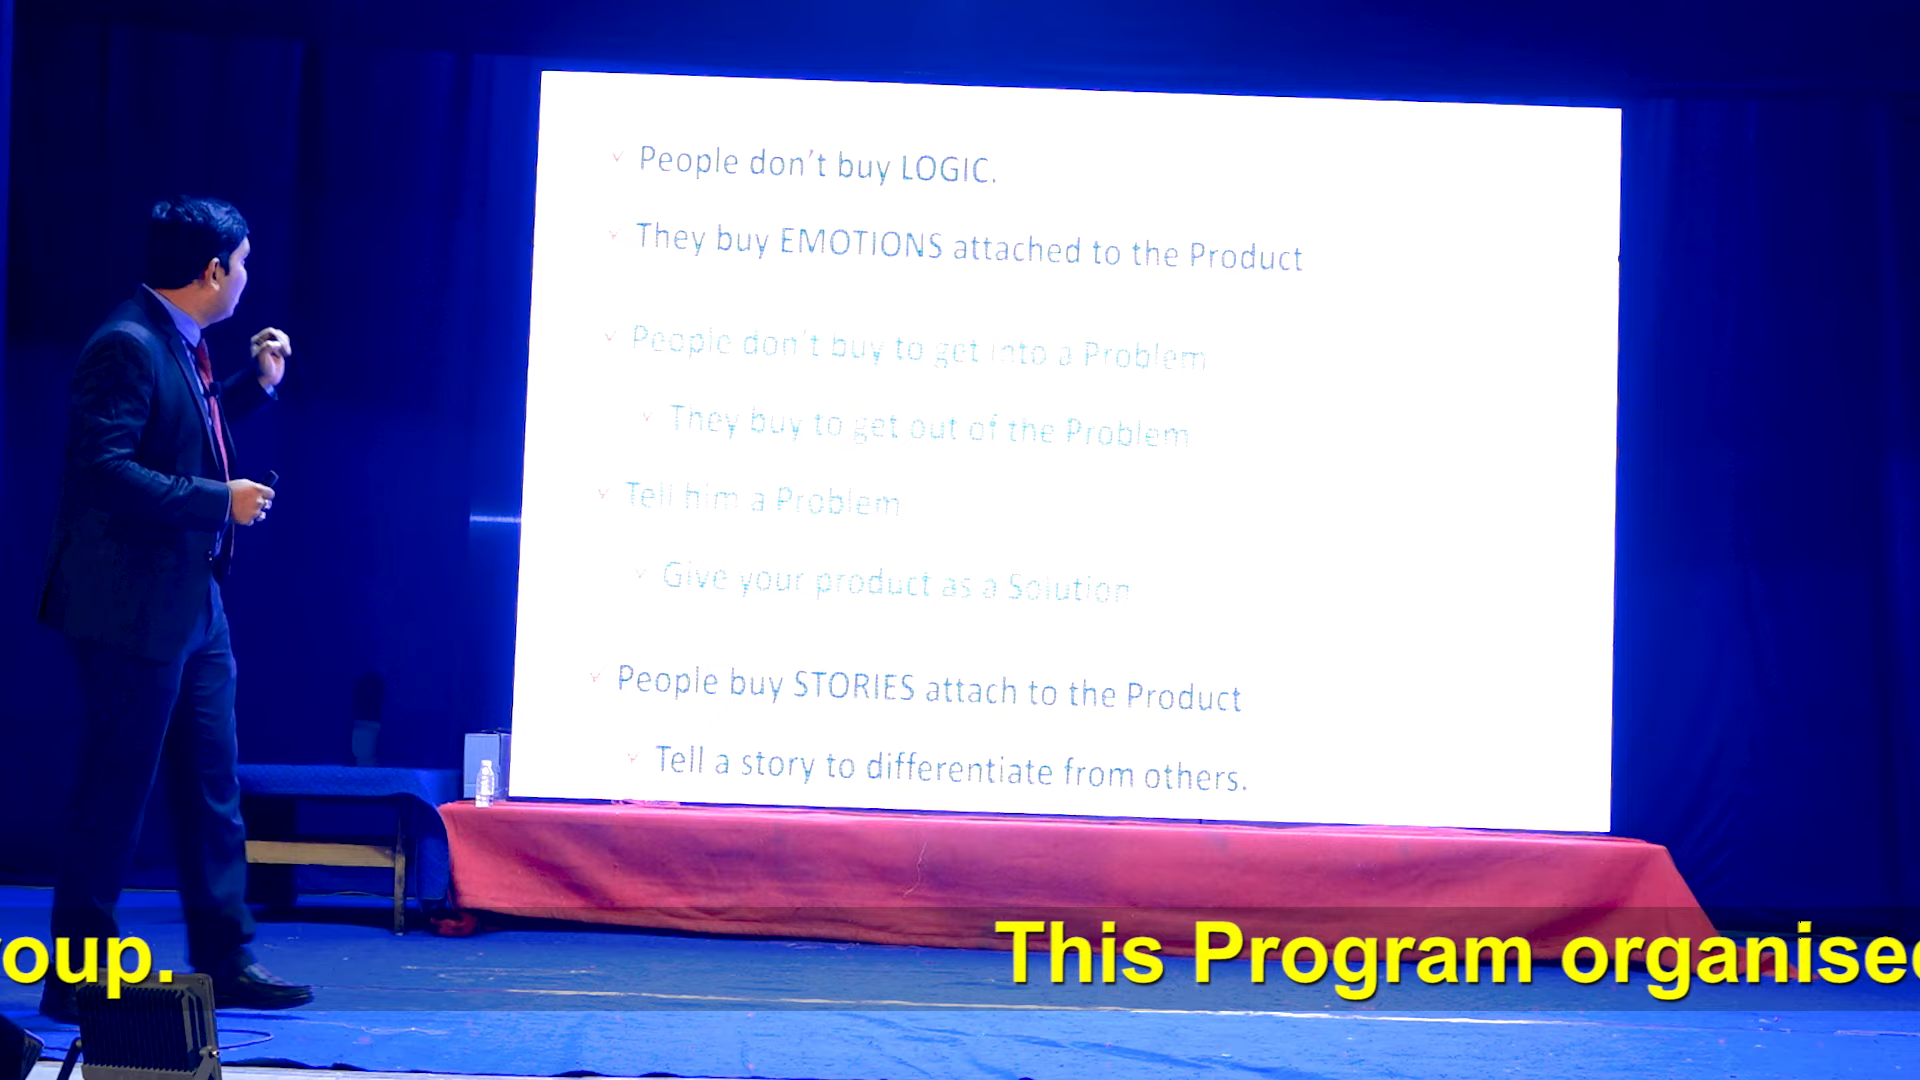 People don't buy LOGIC.
They buy EMOTIONS attached to the Product
People don't buy to get into a Problem
They buy to get out of the Problem
Tell him a Problem
Give your product as a Solution
People buy STORIES attach to the Product
Tell a story to differentiate from others.
oup. This Program organised